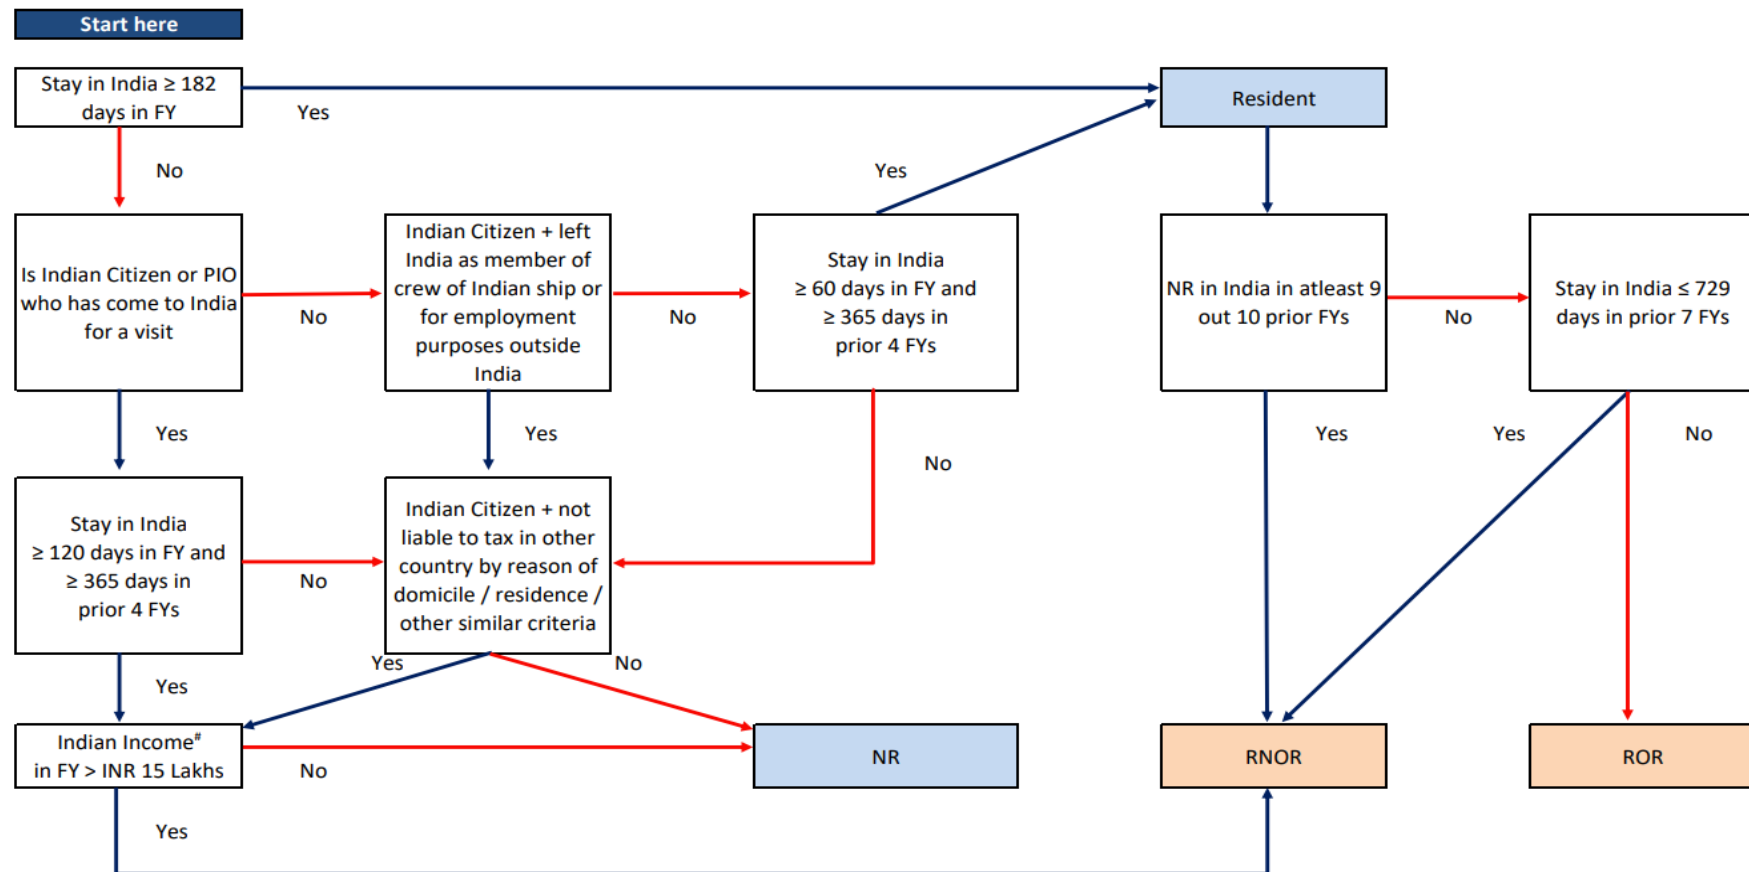 Start here
Stay in India ≥ 182
days in FY
Yes
Resident
No
Yes
Is Indian Citizen or PIO
who has come to India
for a visit
No
Indian Citizen + left
India as member of
crew of Indian ship or
for employment
purposes outside
India
No
Stay in India
≥ 60 days in FY and
≥ 365 days in
prior 4 FYs
NR in India in atleast 9
out 10 prior FYs
No
Stay in India ≤ 729
days in prior 7 FYs
Yes
Yes
No
Yes
Yes
No
Stay in India
≥ 120 days in FY and
≥ 365 days in
prior 4 FYs
No
Indian Citizen + not
liable to tax in other
country by reason of
domicile / residence /
other similar criteria
Yes
Yes
No
Indian Income#
in FY > INR 15 Lakhs
No
NR
RNOR
ROR
Yes